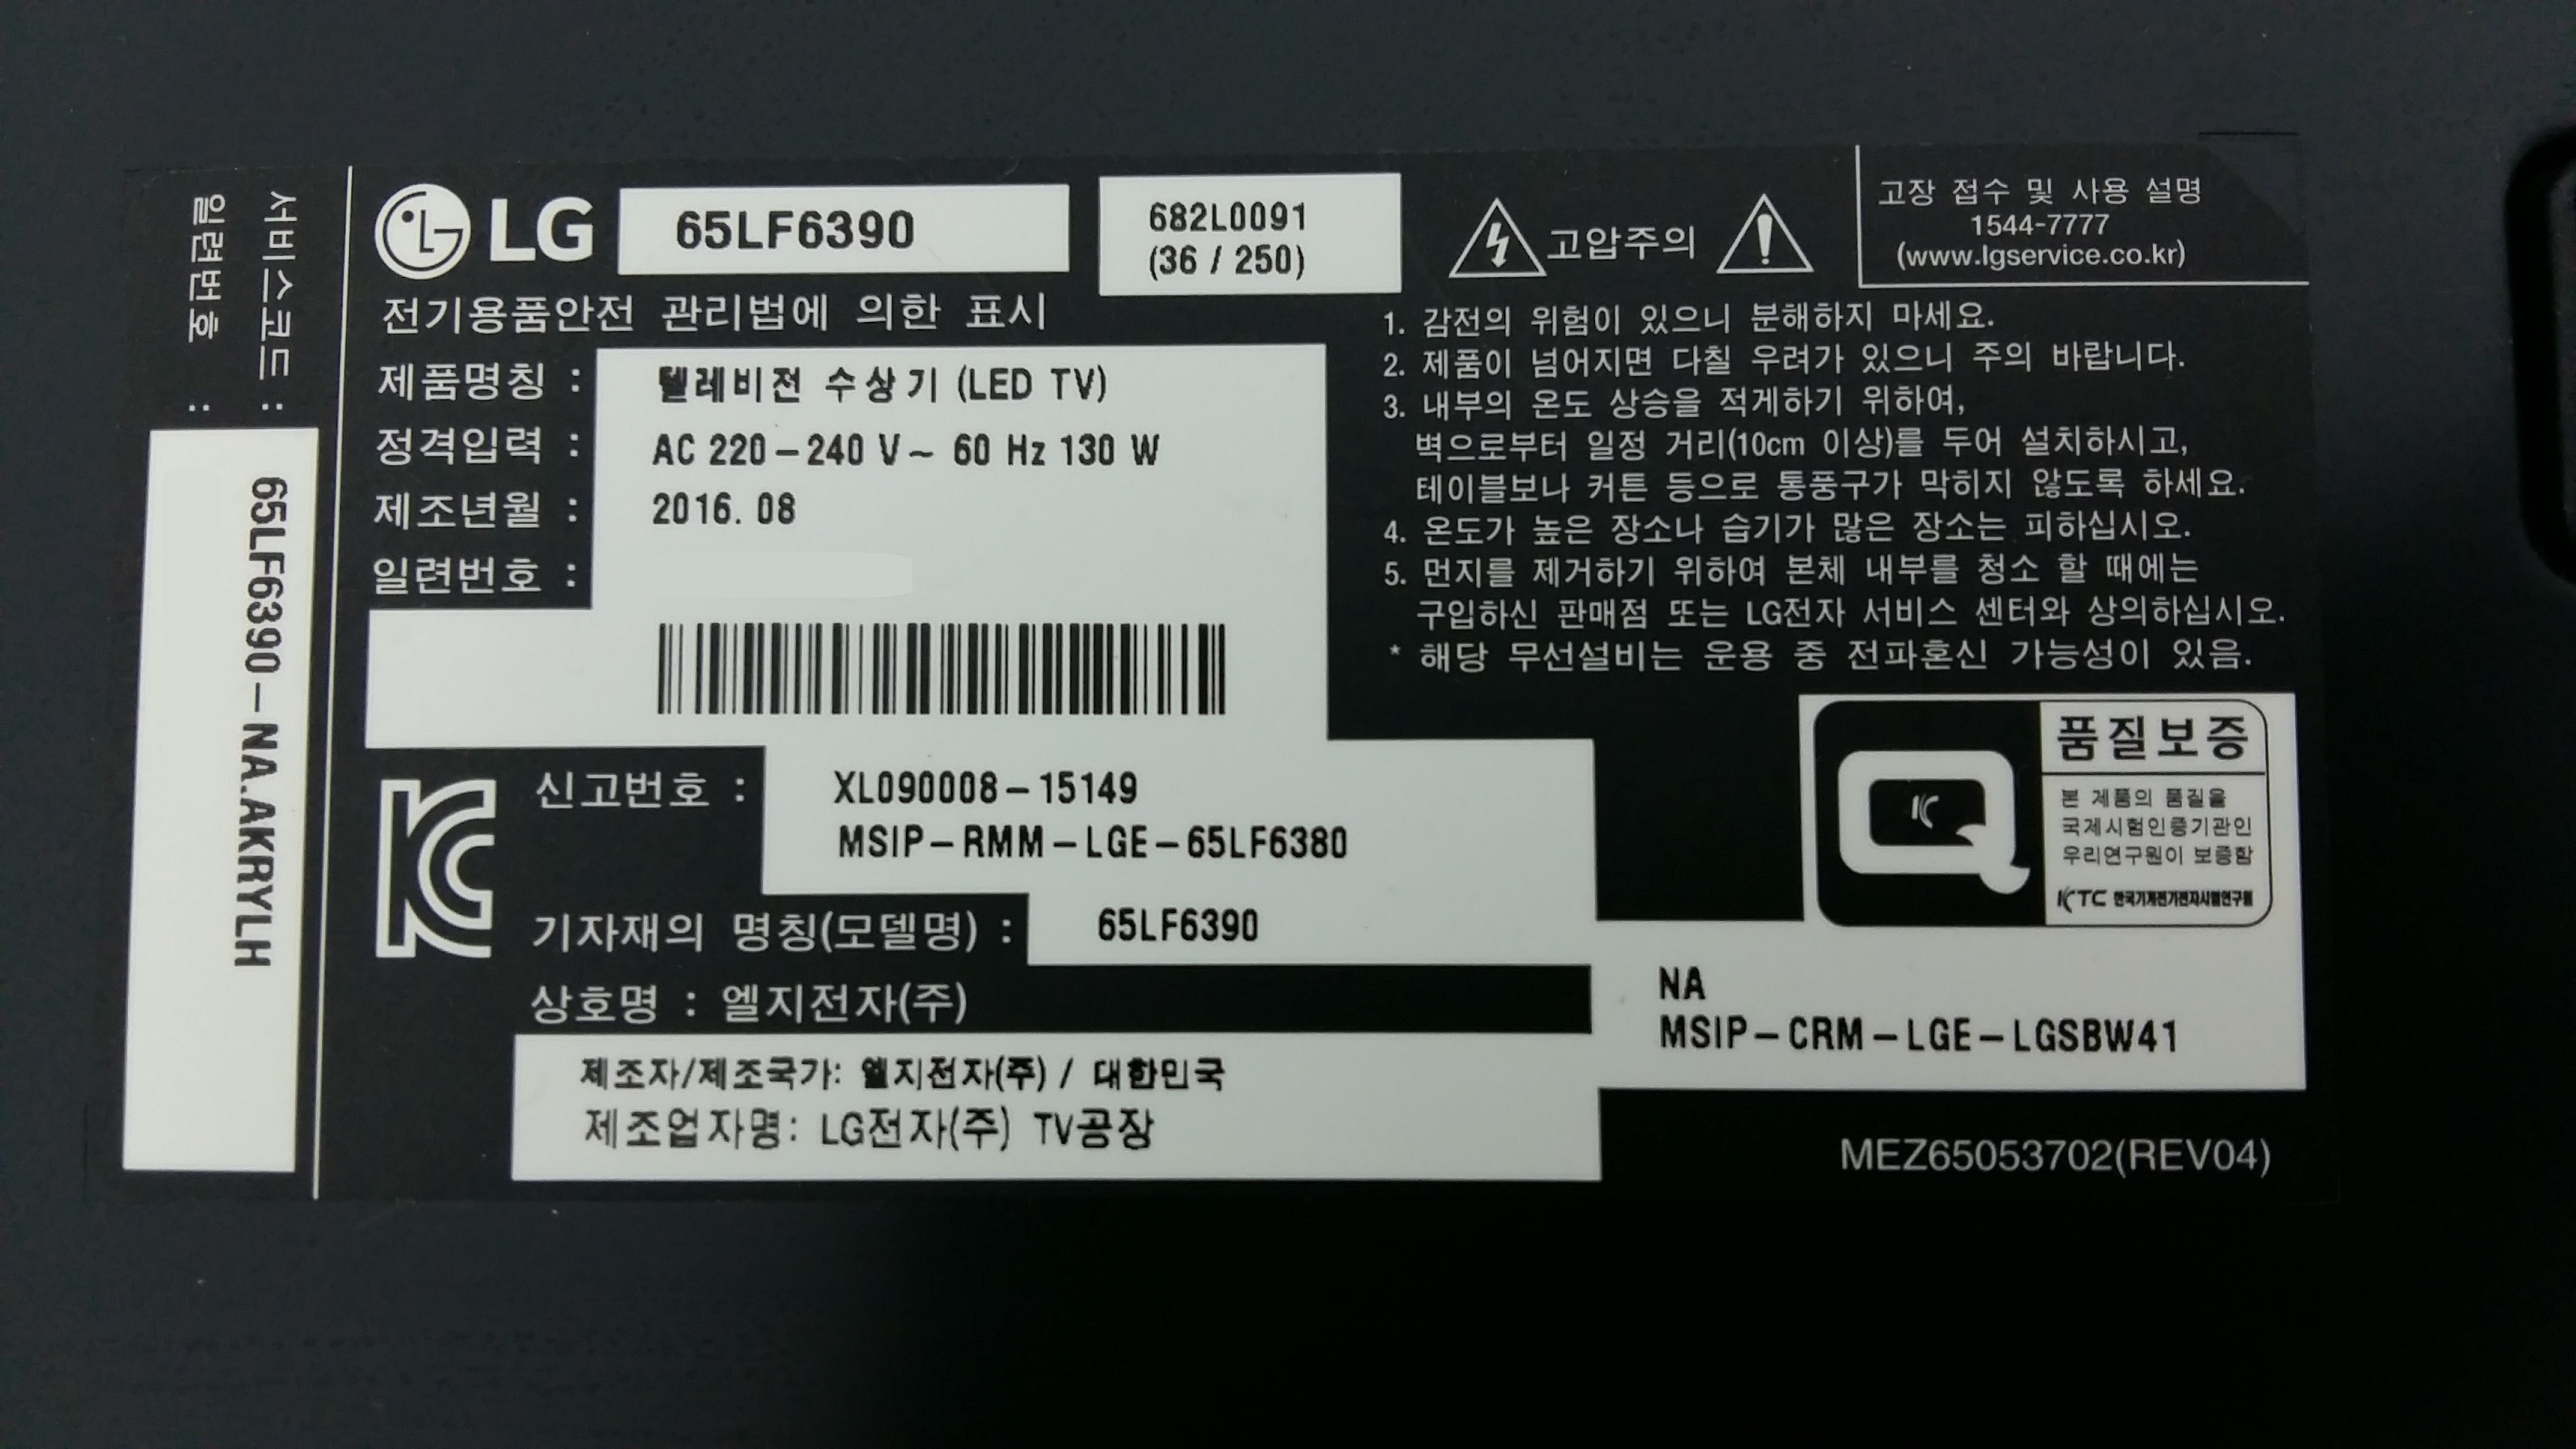 서비스코드 :
일련번호 :
65LF6390-NA.AKRYLH
LG
65LF6390
682L0091
(36 / 250)
전기용품안전 관리법에 의한 표시
제품명칭 : 텔레비전 수상기 (LED TV)
정격입력 : AC 220-240 V~ 60 Hz 130 W
제조년월 : 2016. 08
일련번호 :
신고번호 : XL090008-15149
MSIP-RMM-LGE-65LF6380
기자재의 명칭(모델명) : 65LF6390
상호명 : 엘지전자(주)
제조자/제조국가: 엘지전자(주) / 대한민국
제조업자명: LG전자(주) TV공장
고압주의
고장 접수 및 사용 설명
1544-7777
(www.lgservice.co.kr)
1. 감전의 위험이 있으니 분해하지 마세요.
2. 제품이 넘어지면 다칠 우려가 있으니 주의 바랍니다.
3. 내부의 온도 상승을 적게하기 위하여,
벽으로부터 일정 거리(10cm 이상)를 두어 설치하시고,
테이블보나 커튼 등으로 통풍구가 막히지 않도록 하세요.
4. 온도가 높은 장소나 습기가 많은 장소는 피하십시오.
5. 먼지를 제거하기 위하여 본체 내부를 청소 할 때에는
구입하신 판매점 또는 LG전자 서비스 센터와 상의하십시오.
* 해당 무선설비는 운용 중 전파혼신 가능성이 있음.
품질보증
본 제품의 품질을
국제시험인증기관인
우리연구원이 보증함
KTC 한국기계전기전자시험연구원
NA
MSIP-CRM-LGE-LGSBW41
MEZ65053702(REV04)